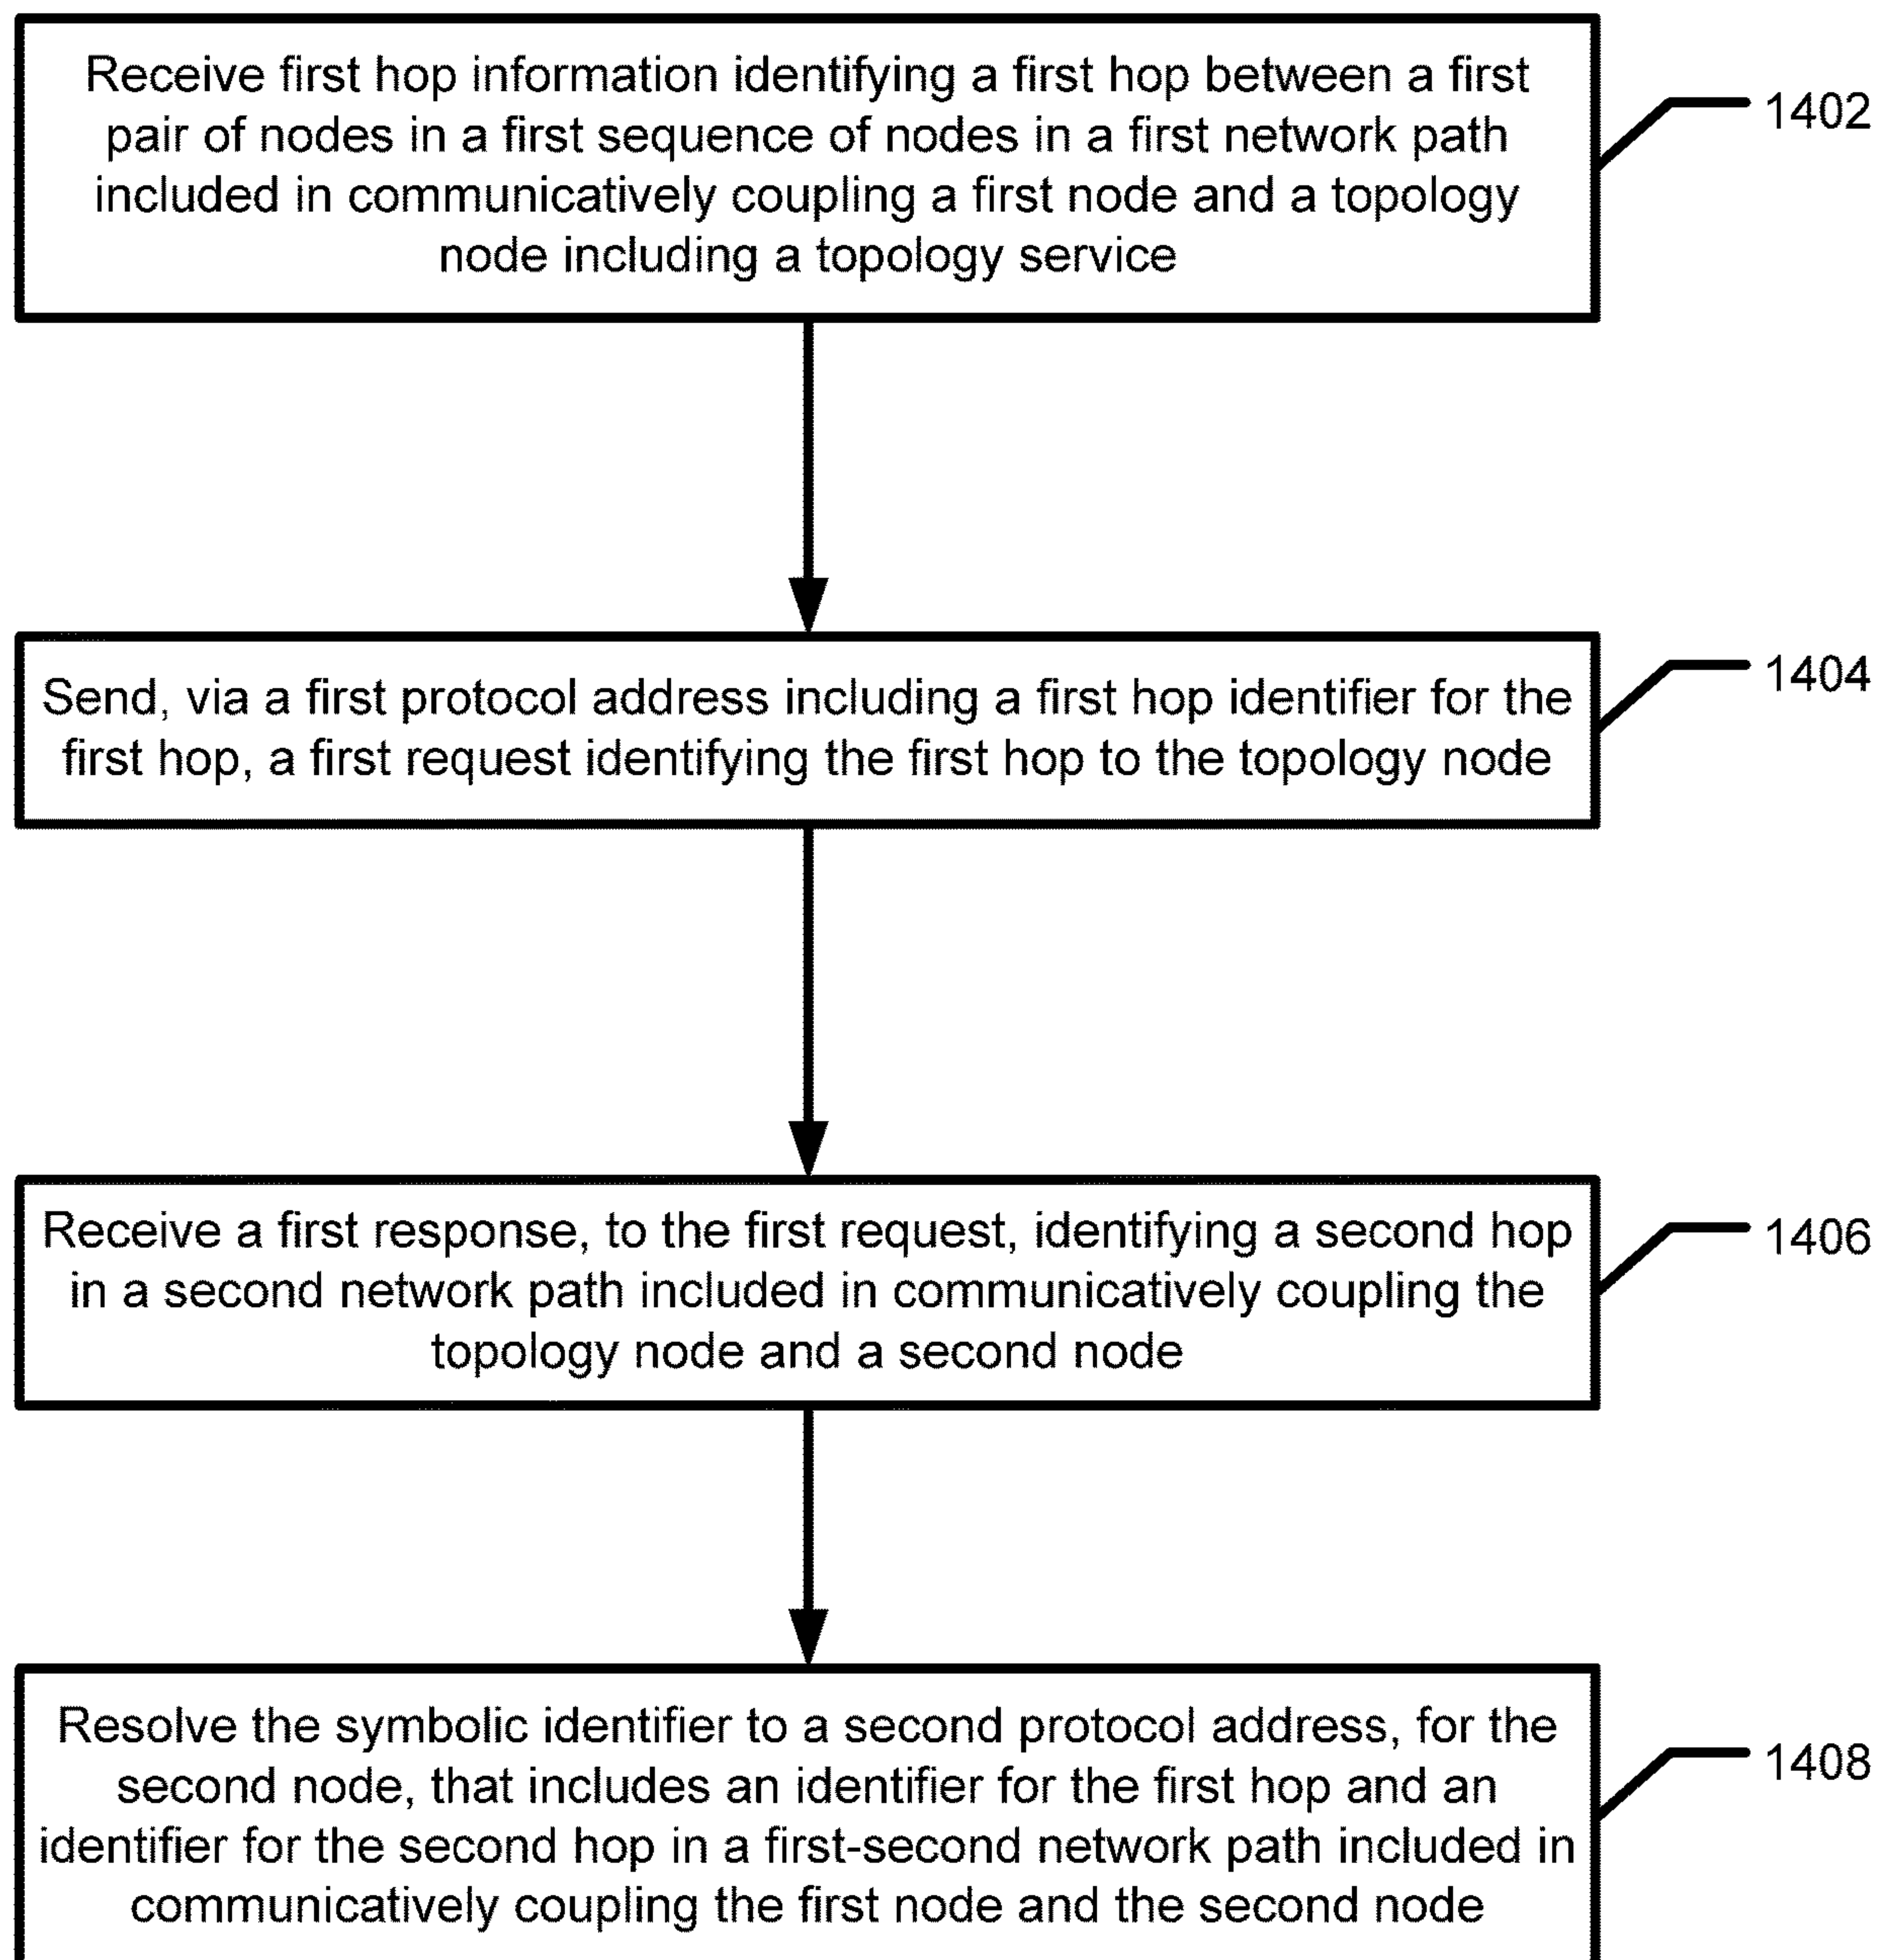 Receive first hop information identifying a first hop between a first
pair of nodes in a first sequence of nodes in a first network path
included in communicatively coupling a first node and a topology
node including a topology service
1402
Send, via a first protocol address including a first hop identifier for the
first hop, a first request identifying the first hop to the topology node
1404
Receive a first response, to the first request, identifying a second hop
in a second network path included in communicatively coupling the
topology node and a second node
1406
Resolve the symbolic identifier to a second protocol address, for the
second node, that includes an identifier for the first hop and an
identifier for the second hop in a first-second network path included in
communicatively coupling the first node and the second node
1408